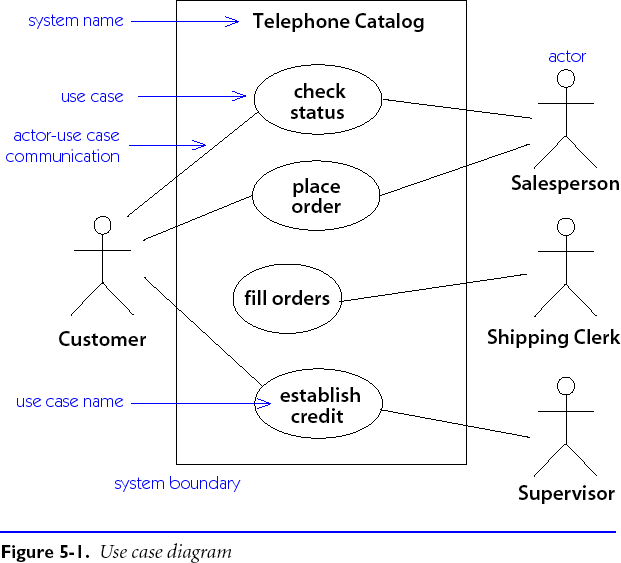 system name
Telephone Catalog
actor
use case
check
status
actor-use case
communication
place
order
Salesperson
fill orders
Customer
Shipping Clerk
use case name
establish
credit
system boundary
Supervisor
Figure 5-1. Use case diagram